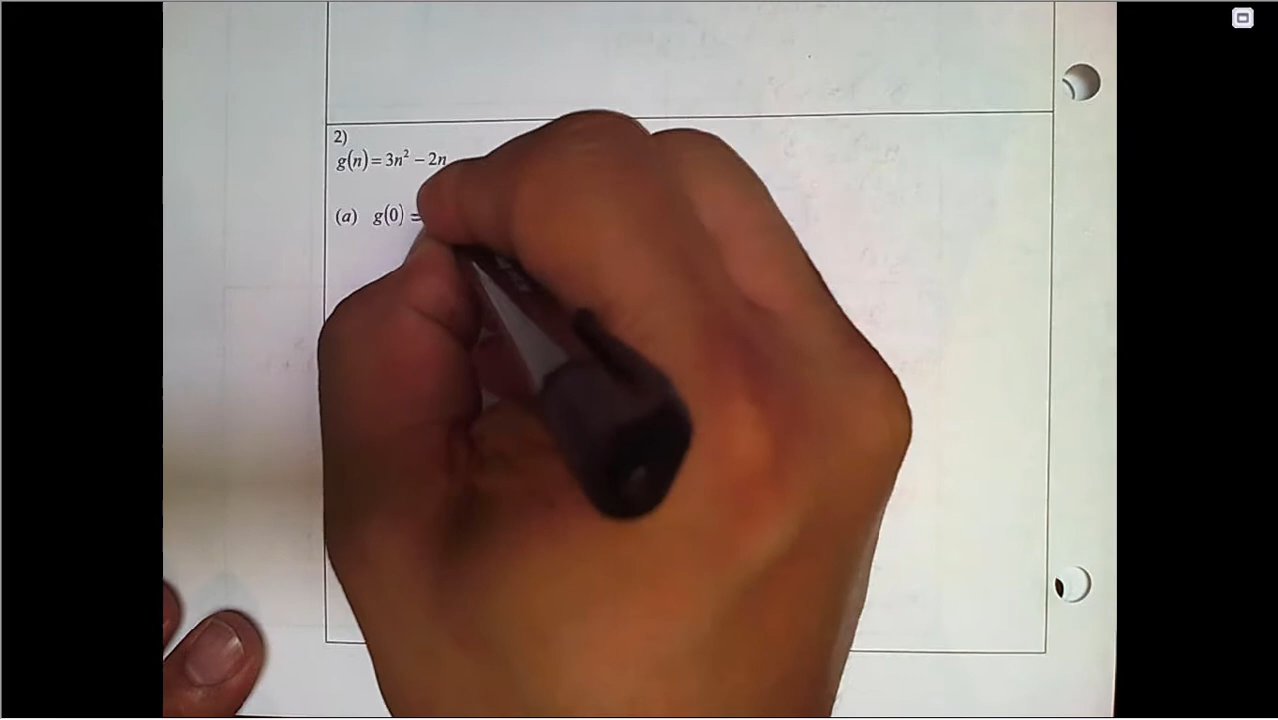 2)
g(n) = 3n² − 2n
(a) g(0) =